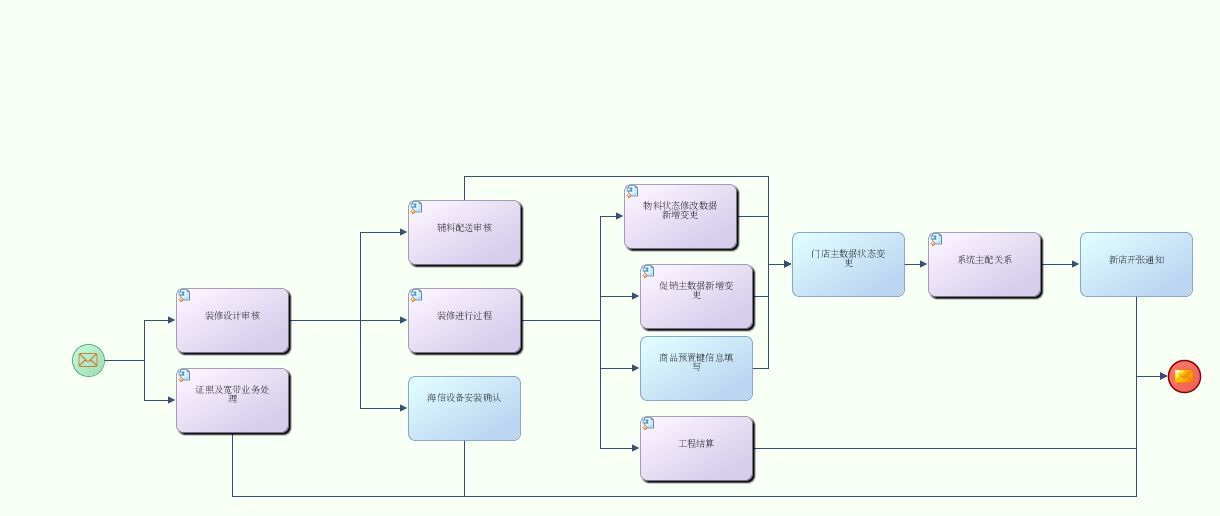 物料状态修改数据
新增变更
辅料配送审核
门店主数据状态变
更
系统主配关系
新店开张通知
促销主数据新增变
更
装修设计审核
装修进行过程
商品预置键信息填
写
证照及宽带业务处
理
海信设备安装确认
工程结算